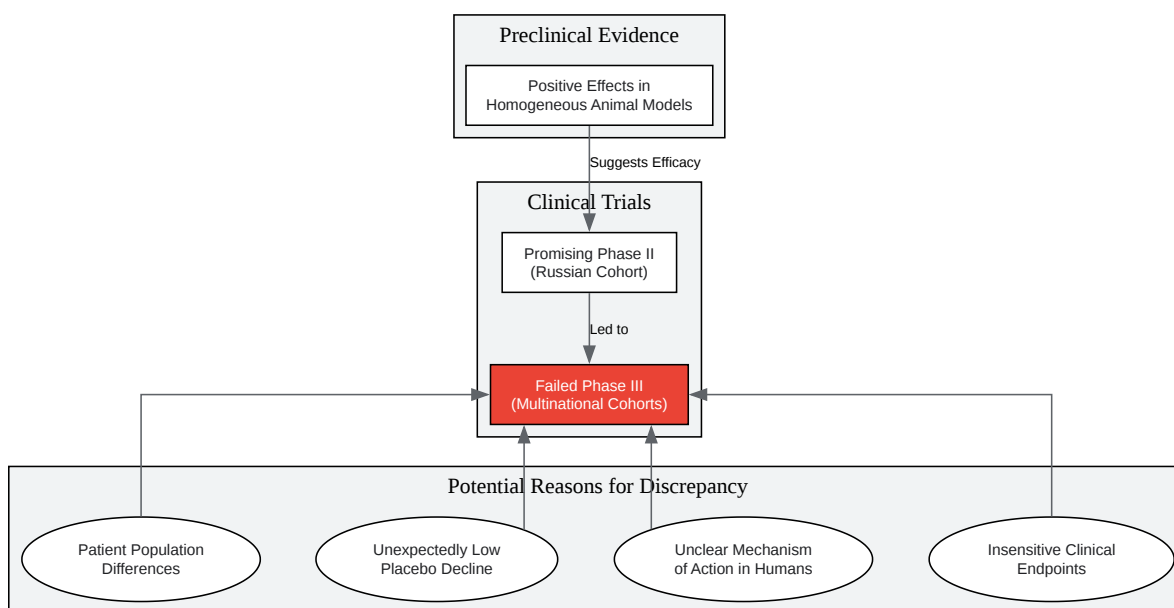 Preclinical Evidence
Positive Effects in
Homogeneous Animal Models
Suggests Efficacy
Clinical Trials
Promising Phase II
(Russian Cohort)
Led to
Failed Phase III
(Multinational Cohorts)
Potential Reasons for Discrepancy
Patient Population
Differences
Unexpectedly Low
Placebo Decline
Unclear Mechanism
of Action in Humans
Insensitive Clinical
Endpoints